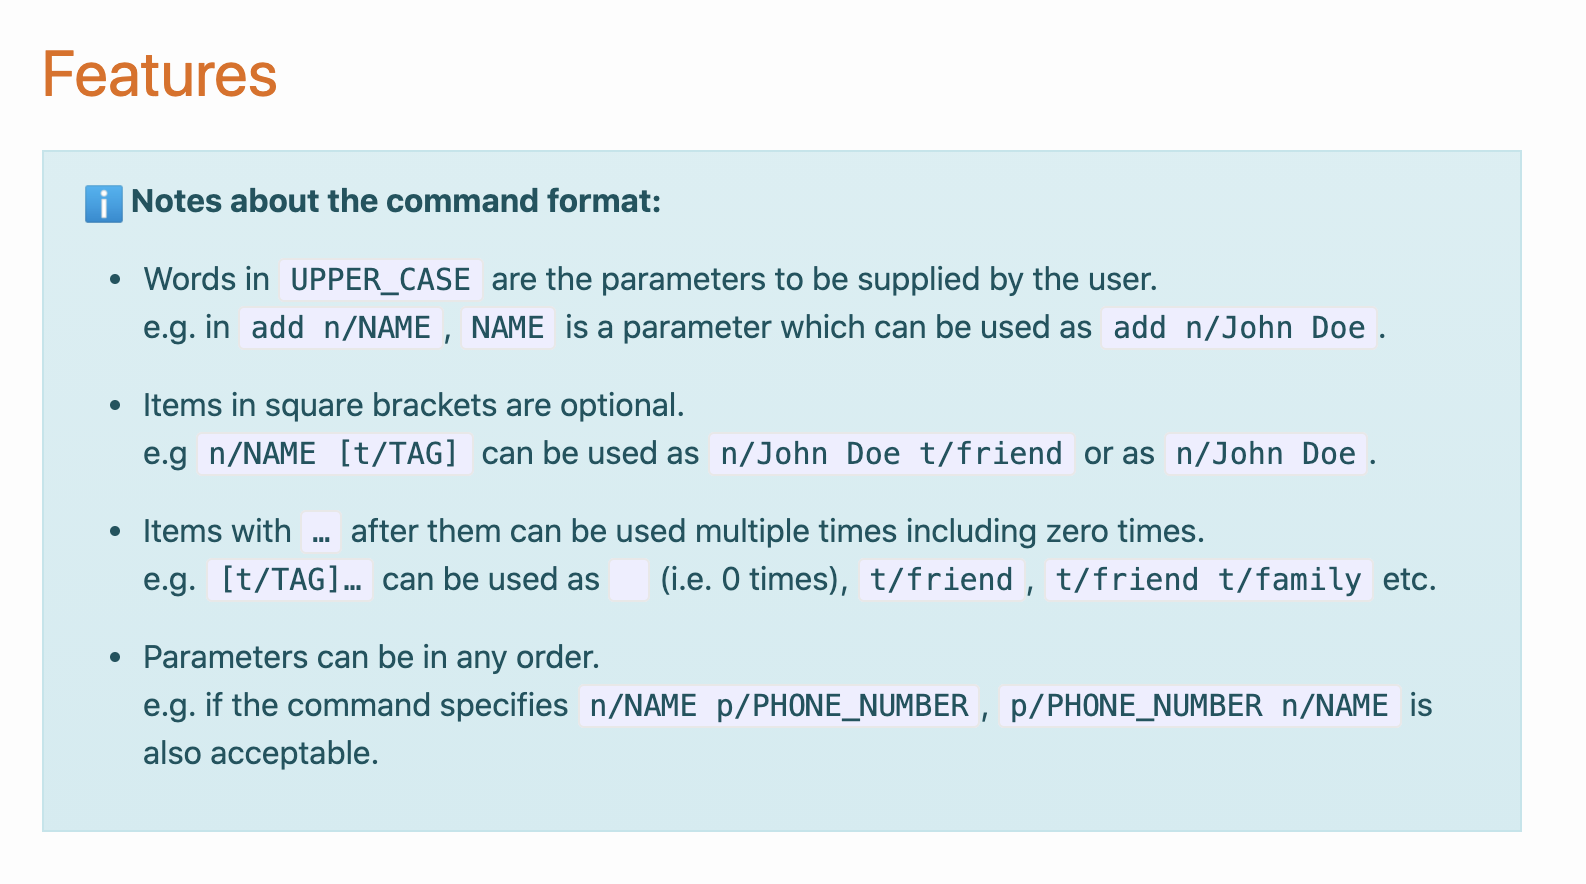 Features
Notes about the command format:
• Words in UPPER_CASE are the parameters to be supplied by the user.
e.g. in add n/NAME, NAME is a parameter which can be used as add n/John Doe.
• Items in square brackets are optional.
e.g n/NAME [t/TAG] can be used as n/John Doe t/friend or as n/John Doe.
• Items with … after them can be used multiple times including zero times.
e.g. [t/TAG]… can be used as   (i.e. 0 times), t/friend, t/friend t/family etc.
• Parameters can be in any order.
e.g. if the command specifies n/NAME p/PHONE_NUMBER, p/PHONE_NUMBER n/NAME is
also acceptable.